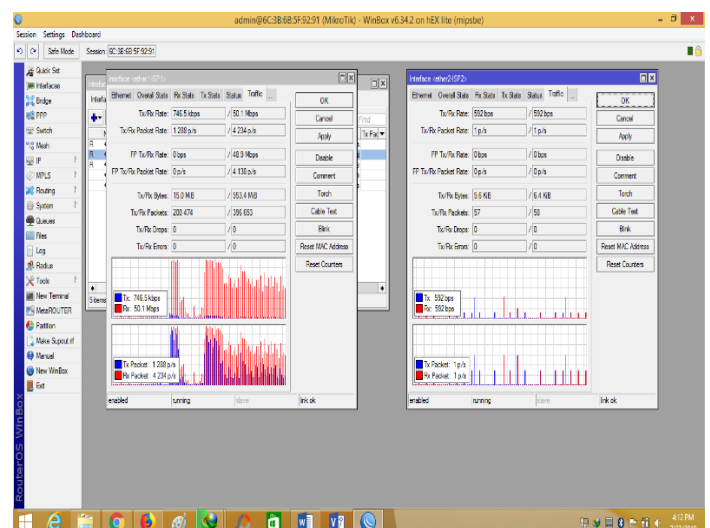 admin@6C:3B:6B:5F:92:91 (MikroTik) - WinBox v6.34.2 on hEX lite (mipsbe)
Session Settings Dashboard
Safe Mode Session: 6C:3B:6B:5F:92:91
Quick Set
Interfaces
Bridge
PPP
Switch
Mesh
IP
MPLS
Routing
System
Queues
Files
Log
Radius
Tools
New Terminal
MetaROUTER
Partition
Make Supout.rif
Manual
New WinBox
Exit
RouterOS WinBox
Interface <ether1-ISP1>
Ethernet Overall Stats Rx Stats Tx Stats Status Traffic ...
Tx/Rx Rate: 746.5 kbps / 50.1 Mbps
Tx/Rx Packet Rate: 1 288 p/s / 4 234 p/s
FP Tx/Rx Rate: 0 bps / 48.9 Mbps
FP Tx/Rx Packet Rate: 0 p/s / 4 130 p/s
Tx/Rx Bytes: 15.0 MiB / 553.4 MiB
Tx/Rx Packets: 200 474 / 396 653
Tx/Rx Drops: 0 / 0
Tx/Rx Errors: 0 / 0
Tx: 746.5 kbps
Rx: 50.1 Mbps
Tx Packet: 1 288 p/s
Rx Packet: 4 234 p/s
enabled running slave link ok
OK
Cancel
Apply
Disable
Comment
Torch
Cable Test
Blink
Reset MAC Address
Reset Counters
Find
Tx Pac
5 items
Interface <ether2-ISP2>
Ethernet Overall Stats Rx Stats Tx Stats Status Traffic ...
Tx/Rx Rate: 592 bps / 592 bps
Tx/Rx Packet Rate: 1 p/s / 1 p/s
FP Tx/Rx Rate: 0 bps / 0 bps
FP Tx/Rx Packet Rate: 0 p/s / 0 p/s
Tx/Rx Bytes: 5.6 KiB / 6.4 KiB
Tx/Rx Packets: 57 / 58
Tx/Rx Drops: 0 / 0
Tx/Rx Errors: 0 / 0
Tx: 592 bps
Rx: 592 bps
Tx Packet: 1 p/s
Rx Packet: 1 p/s
enabled running slave link ok
OK
Cancel
Apply
Disable
Comment
Torch
Cable Test
Blink
Reset MAC Address
Reset Counters
4:12 PM